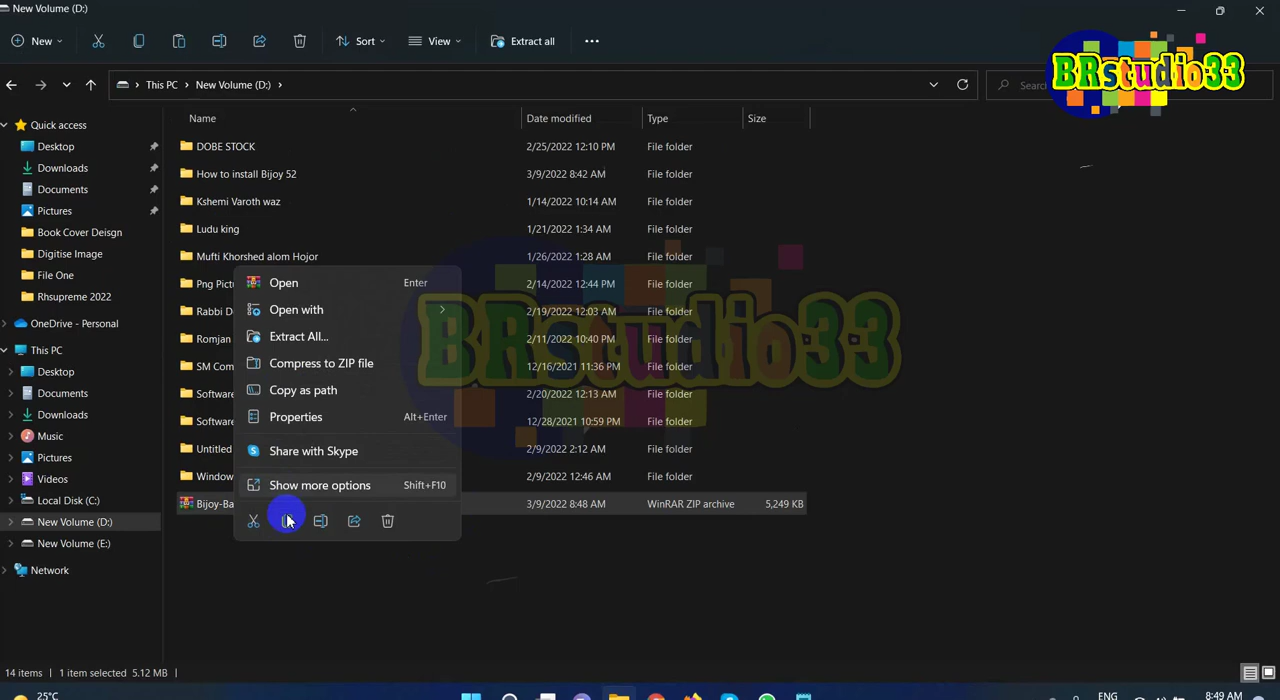 New Volume (D:)
New
Sort
View
Extract all
BRstudio33
This PC
New Volume (D:)
Name
Date modified
Type
Size
Quick access
Desktop
Downloads
Documents
Pictures
Book Cover Deisgn
Digitise Image
File One
Rhsupreme 2022
OneDrive - Personal
This PC
Desktop
Documents
Downloads
Music
Pictures
Videos
Local Disk (C:)
New Volume (D:)
New Volume (E:)
Network
DOBE STOCK 2/25/2022 12:10 PM File folder
How to install Bijoy 52 3/9/2022 8:42 AM File folder
Kshemi Varoth waz 1/14/2022 10:14 AM File folder
Ludu king 1/21/2022 1:34 AM File folder
Mufti Khorshed alom Hojor 1/26/2022 1:28 AM File folder
Png 2/14/2022 12:44 PM File folder
Rabbi 2/19/2022 12:03 AM File folder
Romjan 2/11/2022 10:40 PM File folder
SM 12/16/2021 11:36 PM File folder
2/20/2022 12:13 AM File folder
12/28/2021 10:59 PM File folder
Untitled 2/9/2022 2:12 AM File folder
2/9/2022 12:46 AM File folder
3/9/2022 8:48 AM WinRAR ZIP archive 5,249 KB
Open Enter
Open with
Extract All...
Compress to ZIP file
Copy as path
Properties Alt+Enter
Share with Skype
Show more options Shift+F10
BRstudio33
14 items 1 item selected 5.12 MB
25°C
ENG
8:49 AM